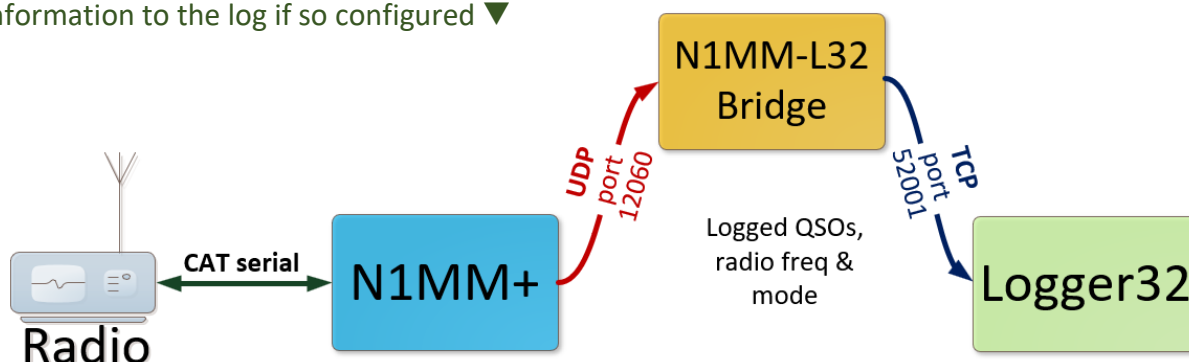 nformation to the log if so configured ▼
N1MM-L32
Bridge
UDP
port
12060
TCP
port
52001
Logged QSOs,
radio freq &
mode
CAT serial
N1MM+
Logger32
Radio